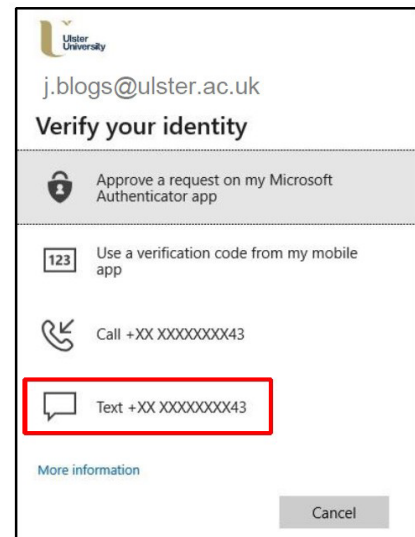 Ulster
University
j.blogs@ulster.ac.uk
Verify your identity
Approve a request on my Microsoft
Authenticator app
123
Use a verification code from my mobile
app
Call +XX XXXXXXXX43
Text +XX XXXXXXXX43
More information
Cancel